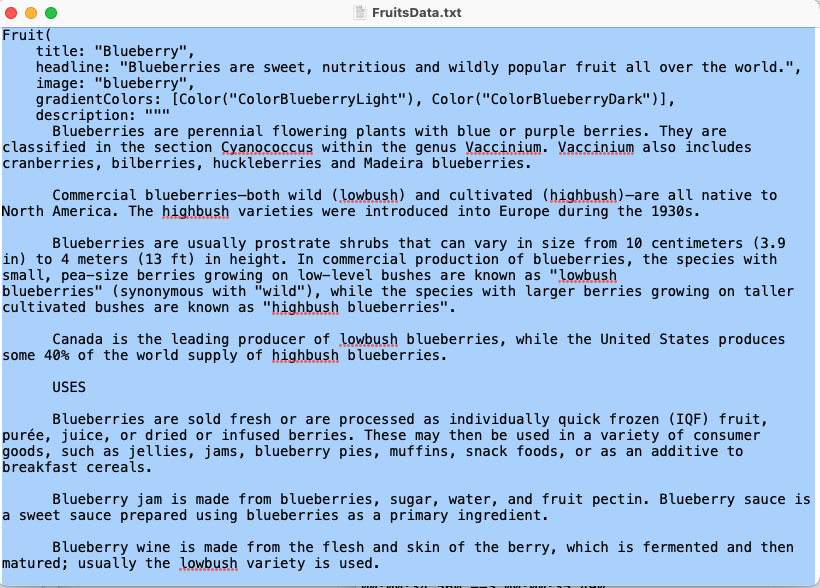 FruitsData.txt
Fruit(
title: "Blueberry",
headline: "Blueberries are sweet, nutritious and wildly popular fruit all over the world.",
image: "blueberry",
gradientColors: [Color("ColorBlueberryLight"), Color("ColorBlueberryDark")],
description: """
Blueberries are perennial flowering plants with blue or purple berries. They are
classified in the section Cyanococcus within the genus Vaccinium. Vaccinium also includes
cranberries, bilberries, huckleberries and Madeira blueberries.
Commercial blueberries—both wild (lowbush) and cultivated (highbush)—are all native to
North America. The highbush varieties were introduced into Europe during the 1930s.
Blueberries are usually prostrate shrubs that can vary in size from 10 centimeters (3.9
in) to 4 meters (13 ft) in height. In commercial production of blueberries, the species with
small, pea-size berries growing on low-level bushes are known as "lowbush
blueberries" (synonymous with "wild"), while the species with larger berries growing on taller
cultivated bushes are known as "highbush blueberries".
Canada is the leading producer of lowbush blueberries, while the United States produces
some 40% of the world supply of highbush blueberries.
USES
Blueberries are sold fresh or are processed as individually quick frozen (IQF) fruit,
purée, juice, or dried or infused berries. These may then be used in a variety of consumer
goods, such as jellies, jams, blueberry pies, muffins, snack foods, or as an additive to
breakfast cereals.
Blueberry jam is made from blueberries, sugar, water, and fruit pectin. Blueberry sauce is
a sweet sauce prepared using blueberries as a primary ingredient.
Blueberry wine is made from the flesh and skin of the berry, which is fermented and then
matured; usually the lowbush variety is used.